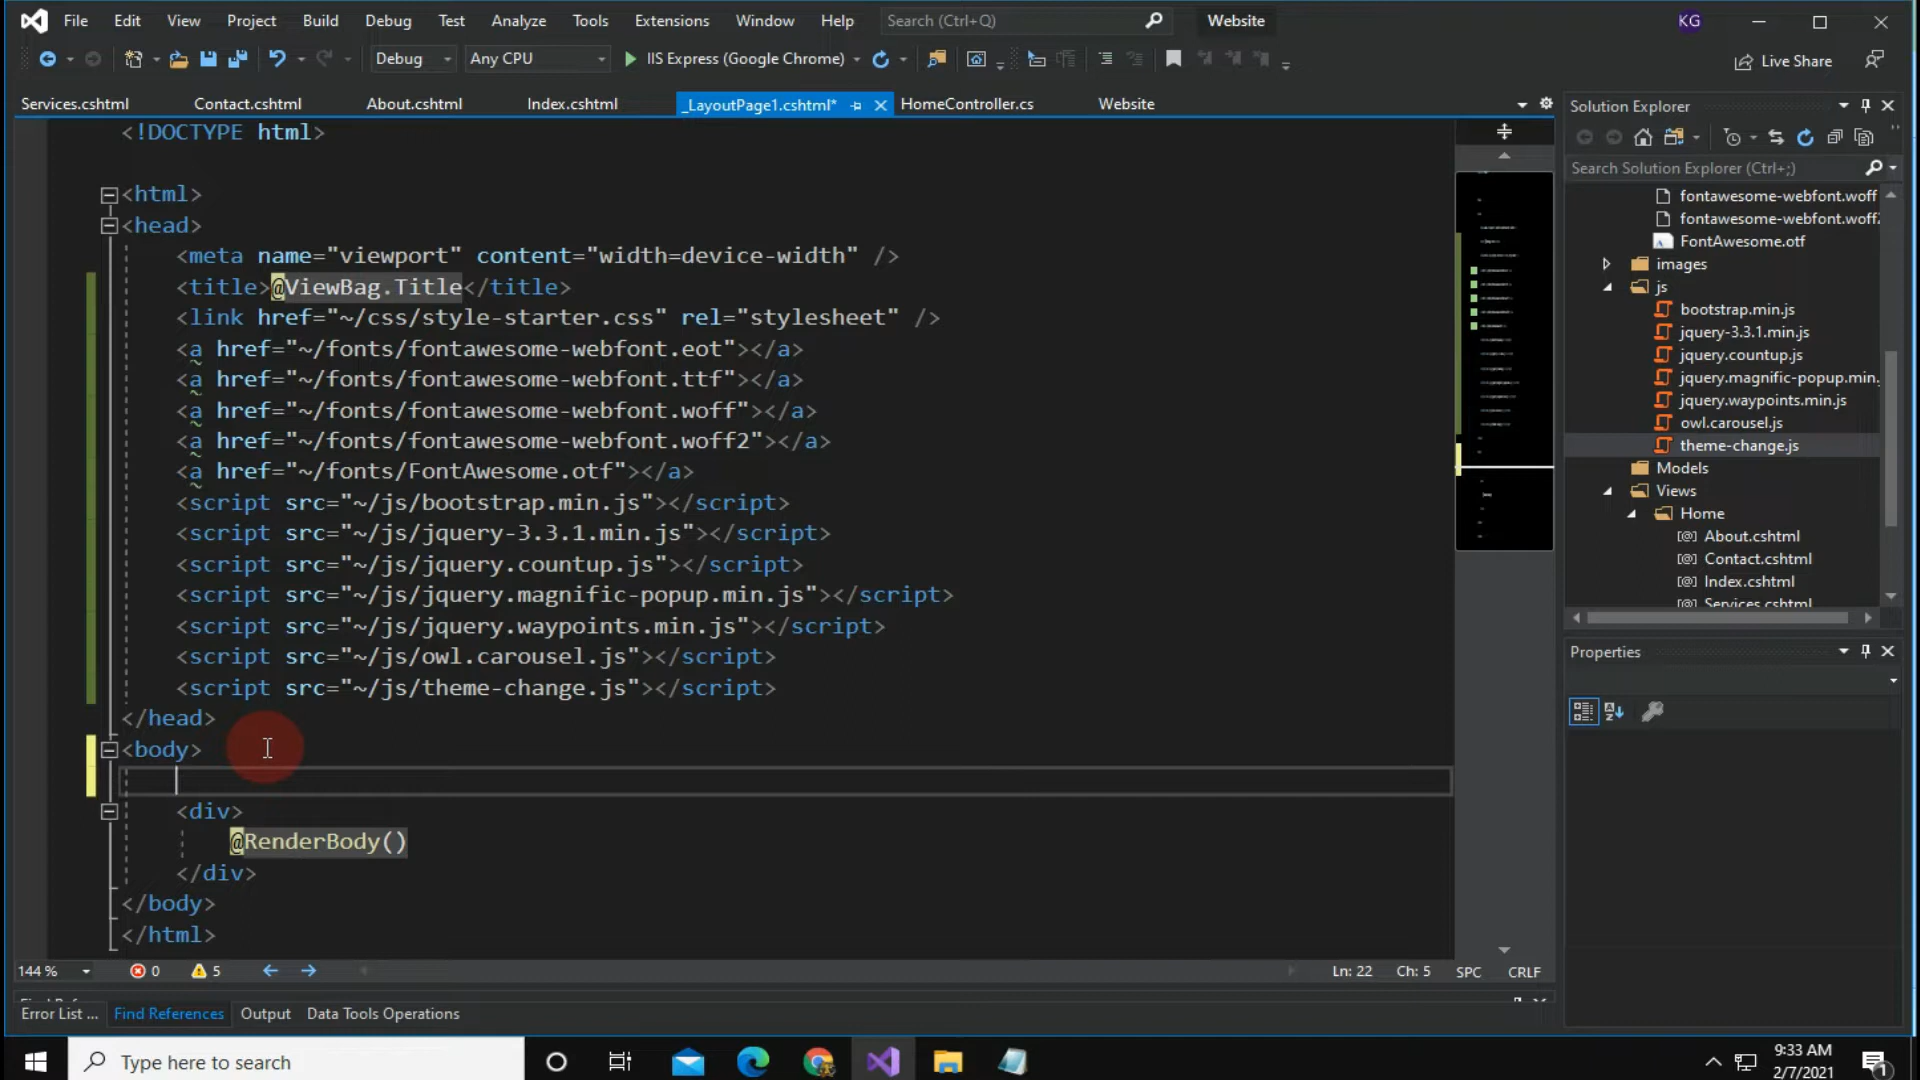 File Edit View Project Build Debug Test Analyze Tools Extensions Window Help Search (Ctrl+Q) Website KG
Debug Any CPU IIS Express (Google Chrome) Live Share
Services.cshtml Contact.cshtml About.cshtml Index.cshtml _LayoutPage1.cshtml* HomeController.cs Website
<!DOCTYPE html>
<html>
<head>
<meta name="viewport" content="width=device-width" />
<title>@ViewBag.Title</title>
<link href="~/css/style-starter.css" rel="stylesheet" />
<a href="~/fonts/fontawesome-webfont.eot"></a>
<a href="~/fonts/fontawesome-webfont.ttf"></a>
<a href="~/fonts/fontawesome-webfont.woff"></a>
<a href="~/fonts/fontawesome-webfont.woff2"></a>
<a href="~/fonts/FontAwesome.otf"></a>
<script src="~/js/bootstrap.min.js"></script>
<script src="~/js/jquery-3.3.1.min.js"></script>
<script src="~/js/jquery.countup.js"></script>
<script src="~/js/jquery.magnific-popup.min.js"></script>
<script src="~/js/jquery.waypoints.min.js"></script>
<script src="~/js/owl.carousel.js"></script>
<script src="~/js/theme-change.js"></script>
</head>
<body>
<div>
@RenderBody()
</div>
</body>
</html>
144 % 0 5 Ln: 22 Ch: 5 SPC CRLF
Error List ... Find References Output Data Tools Operations
Solution Explorer
Search Solution Explorer (Ctrl+;)
fontawesome-webfont.woff
fontawesome-webfont.woff2
FontAwesome.otf
images
js
bootstrap.min.js
jquery-3.3.1.min.js
jquery.countup.js
jquery.magnific-popup.min.
jquery.waypoints.min.js
owl.carousel.js
theme-change.js
Models
Views
Home
About.cshtml
Contact.cshtml
Index.cshtml
Services.cshtml
Properties
Type here to search
9:33 AM
2/7/2021
1